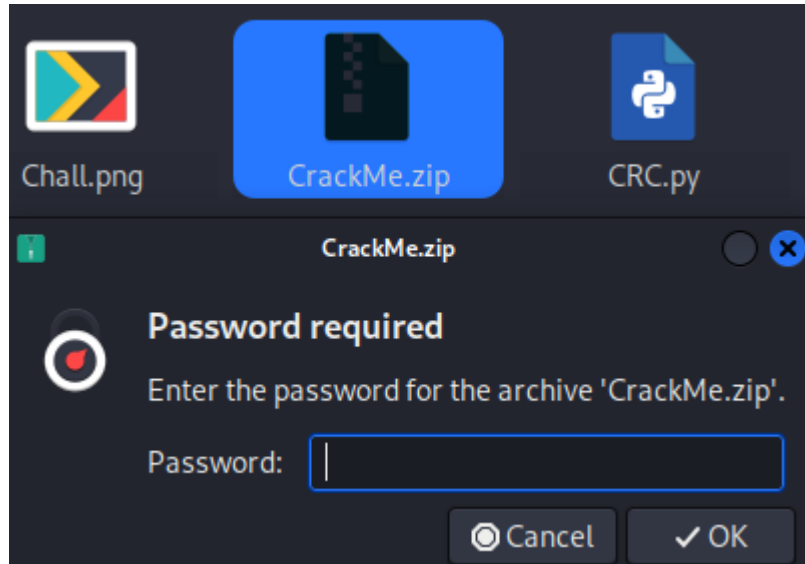 Chall.png
CrackMe.zip
CRC.py
CrackMe.zip
Password required
Enter the password for the archive 'CrackMe.zip'.
Password:
Cancel
OK